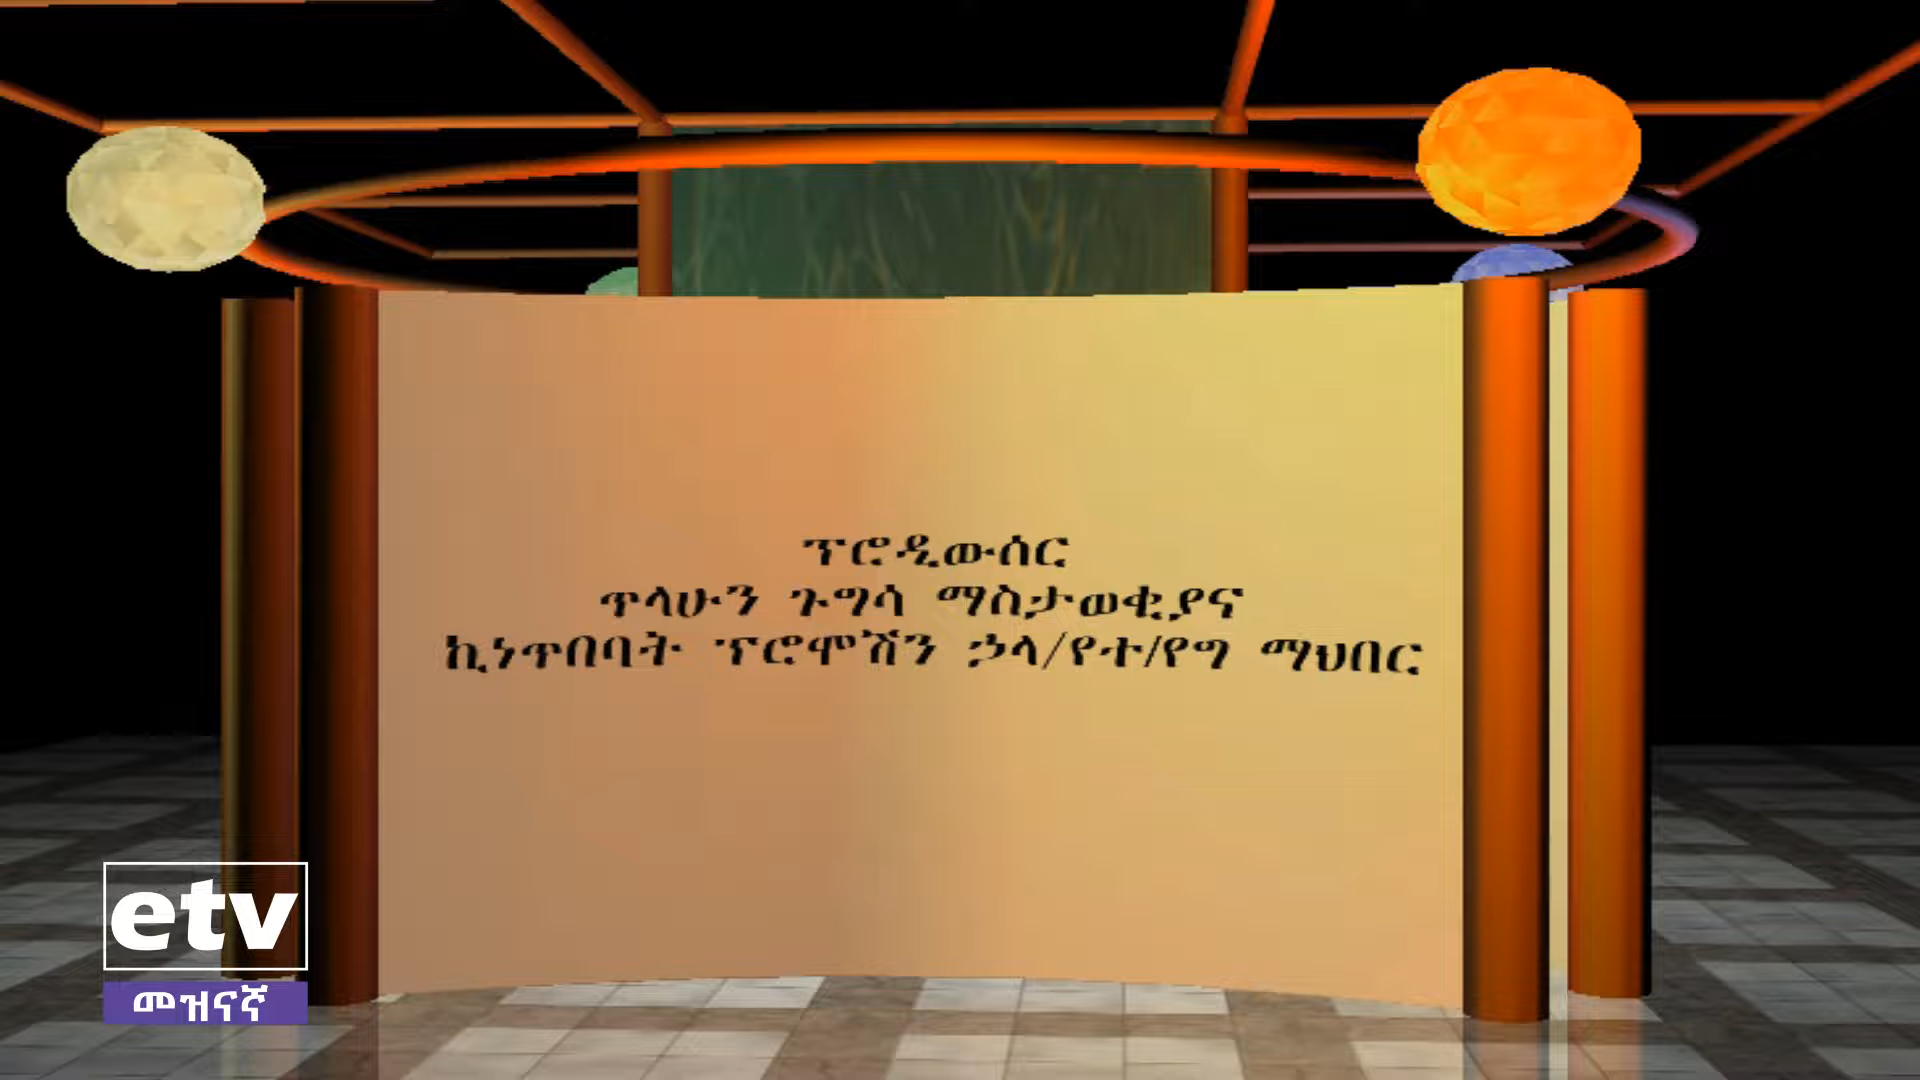 ፕሮዲውሰር
ጥላሁን ጉግሳ ማስታወቂያና
ኪነጥበባት ፕሮሞሽን ኃላ/የተ/የግ ማህበር
etv
መዝናኛ